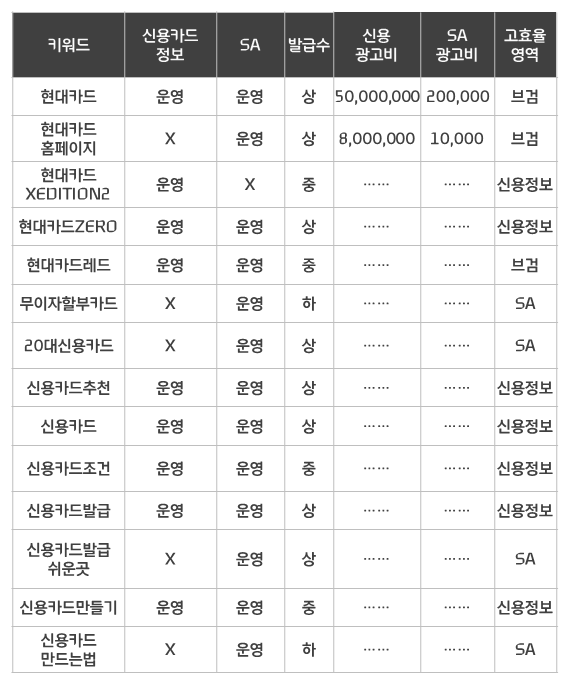 키워드 신용카드 정보 SA 발급수 신용 광고비 SA 광고비 고효율 영역
현대카드 운영 운영 상 50,000,000 200,000 브검
현대카드 홈페이지 X 운영 상 8,000,000 10,000 브검
현대카드 XEDITION2 운영 X 중 ⋯⋯ ⋯⋯ 신용정보
현대카드ZERO 운영 운영 상 ⋯⋯ ⋯⋯ 신용정보
현대카드레드 운영 운영 중 ⋯⋯ ⋯⋯ 브검
무이자할부카드 X 운영 하 ⋯⋯ ⋯⋯ SA
20대신용카드 X 운영 상 ⋯⋯ ⋯⋯ SA
신용카드추천 운영 운영 상 ⋯⋯ ⋯⋯ 신용정보
신용카드 운영 운영 상 ⋯⋯ ⋯⋯ 신용정보
신용카드조건 운영 운영 중 ⋯⋯ ⋯⋯ 신용정보
신용카드발급 운영 운영 상 ⋯⋯ ⋯⋯ 신용정보
신용카드발급 쉬운곳 X 운영 상 ⋯⋯ ⋯⋯ SA
신용카드만들기 운영 운영 중 ⋯⋯ ⋯⋯ 신용정보
신용카드 만드는법 X 운영 하 ⋯⋯ ⋯⋯ SA